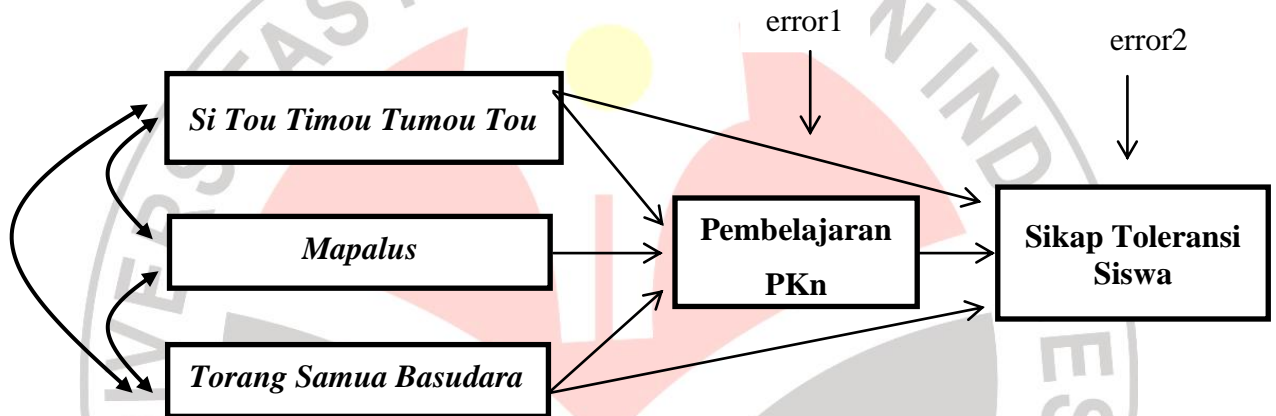 error1
error2
Si Tou Timou Tumou Tou
Mapalus
Torang Samua Basudara
Pembelajaran
PKn
Sikap Toleransi
Siswa